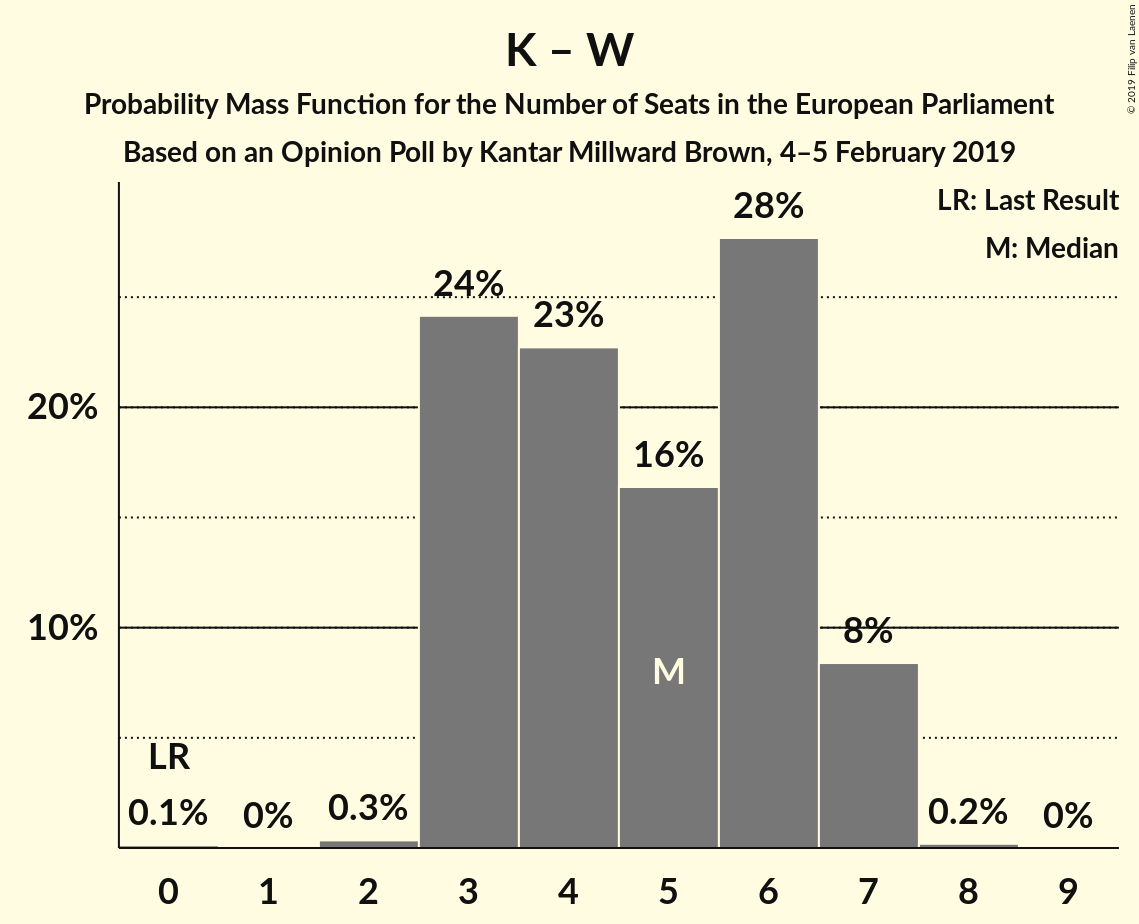 K – W
Probability Mass Function for the Number of Seats in the European Parliament
Based on an Opinion Poll by Kantar Millward Brown, 4–5 February 2019
© 2019 Filip van Laenen
LR: Last Result
M: Median
28%
24%
23%
20%
16%
10%
8%
M
LR
0.1%
0%
0.3%
0.2%
0%
0 1 2 3 4 5 6 7 8 9